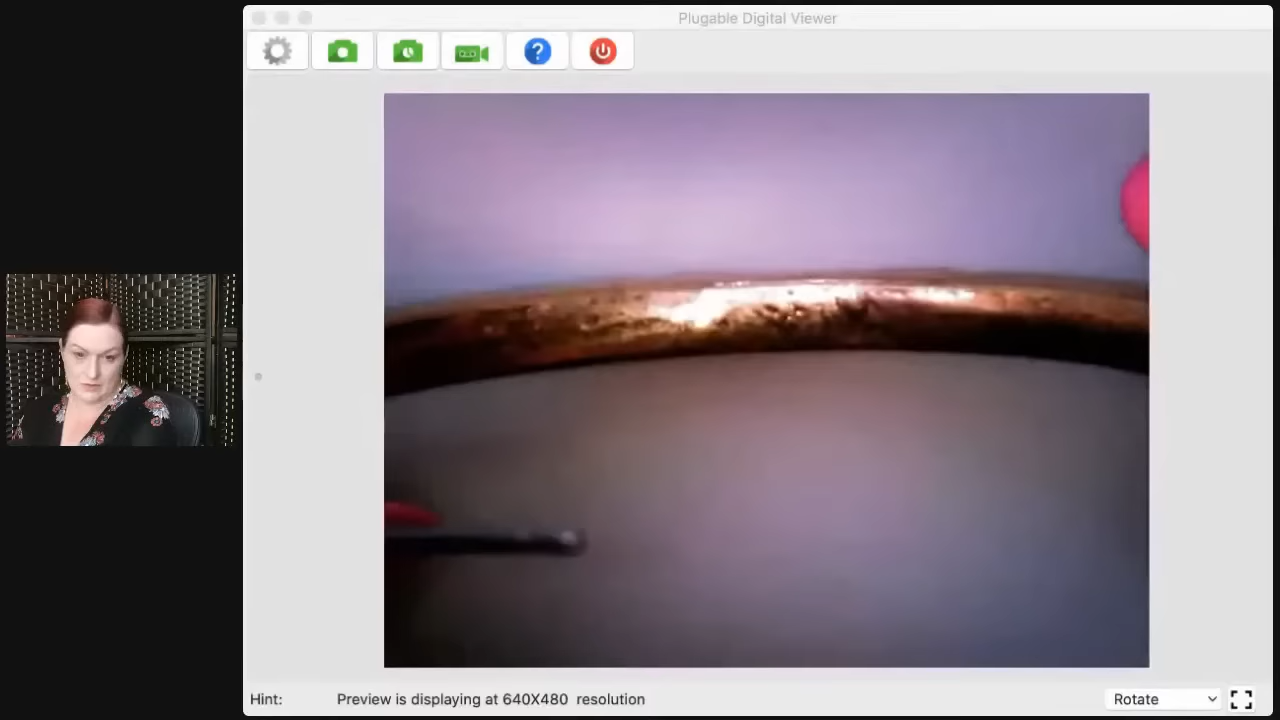 Plugable Digital Viewer
?
Hint: Preview is displaying at 640X480 resolution Rotate